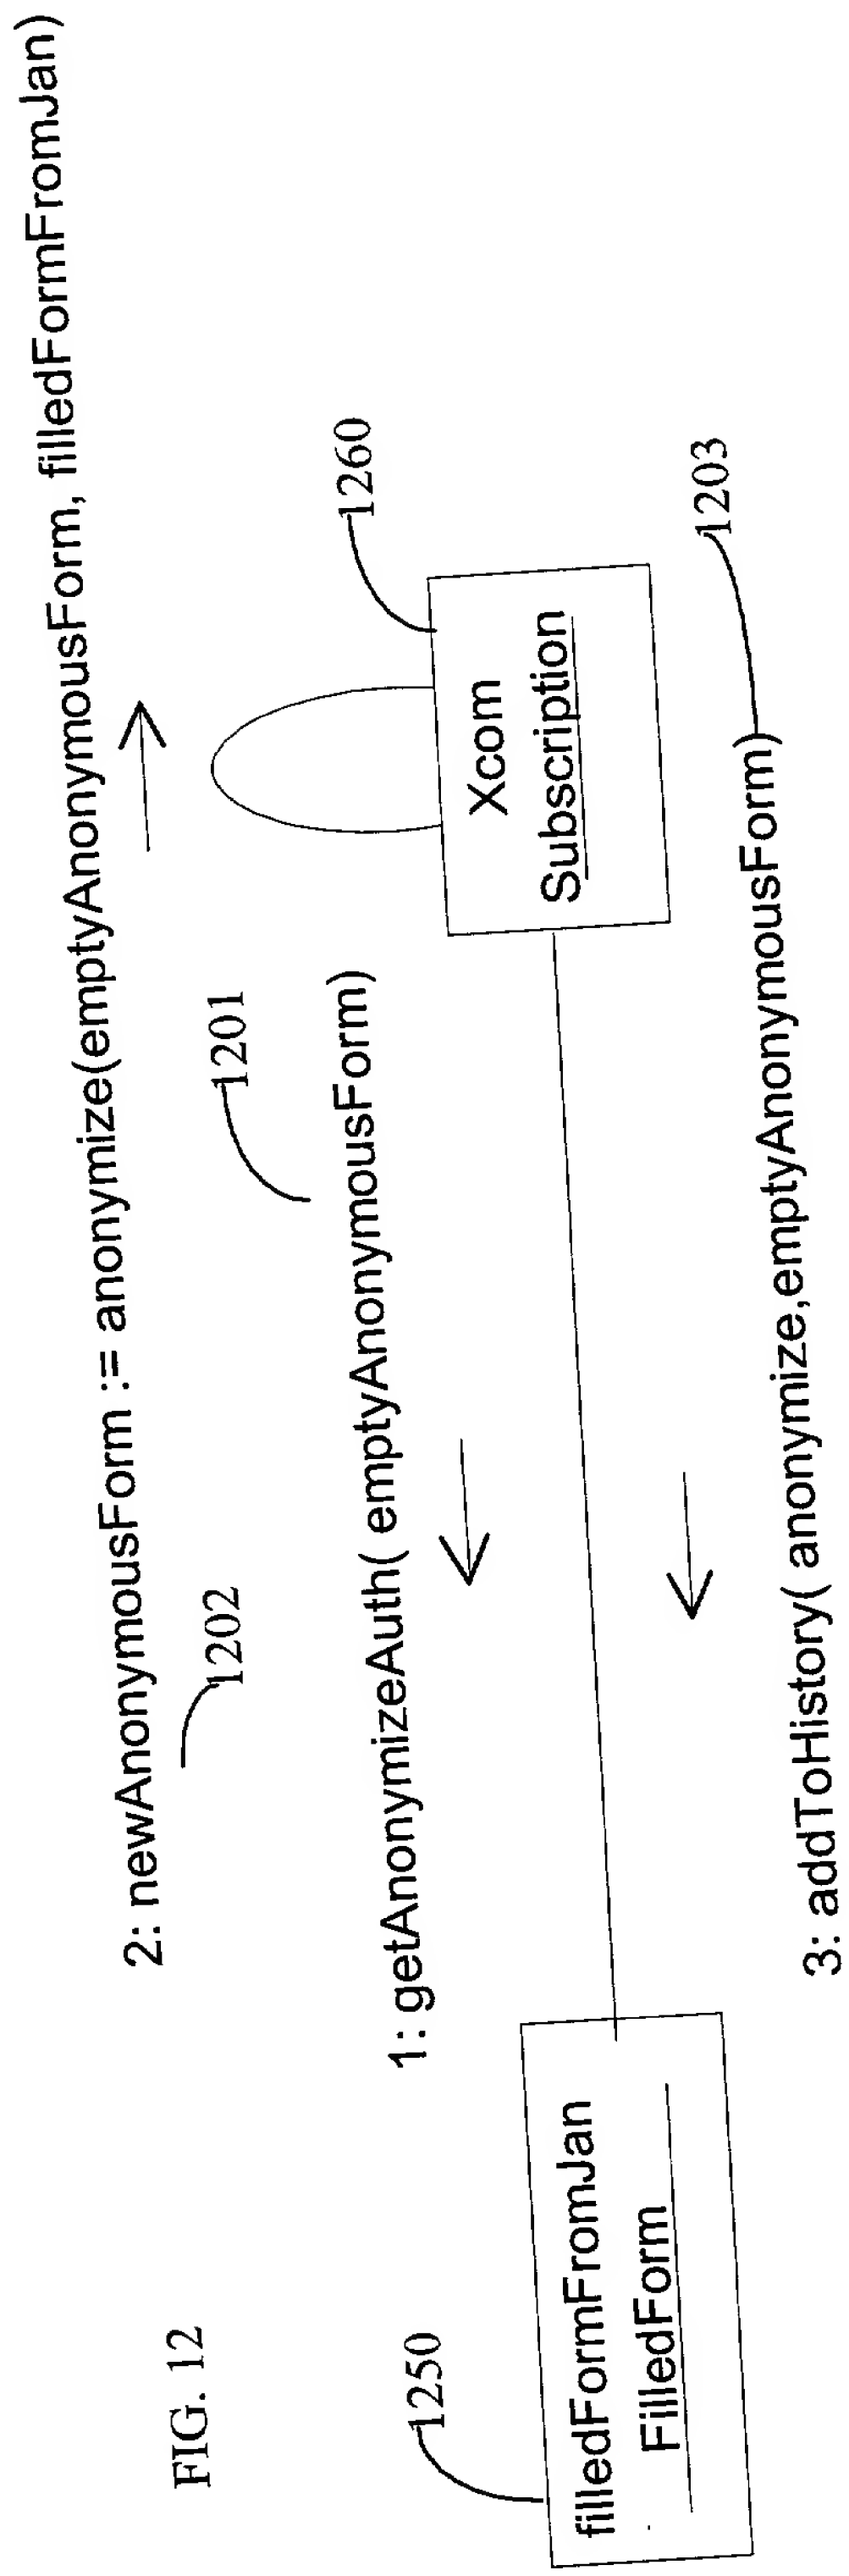 FIG. 12
2: newAnonymousForm := anonymize(emptyAnonymousForm, filledFormFromJan)
1202
1201
1: getAnonymizeAuth( emptyAnonymousForm)
1260
1250
filledFormFromJan
FilledForm
Xcom
Subscription
1203
3: addToHistory( anonymize,emptyAnonymousForm)